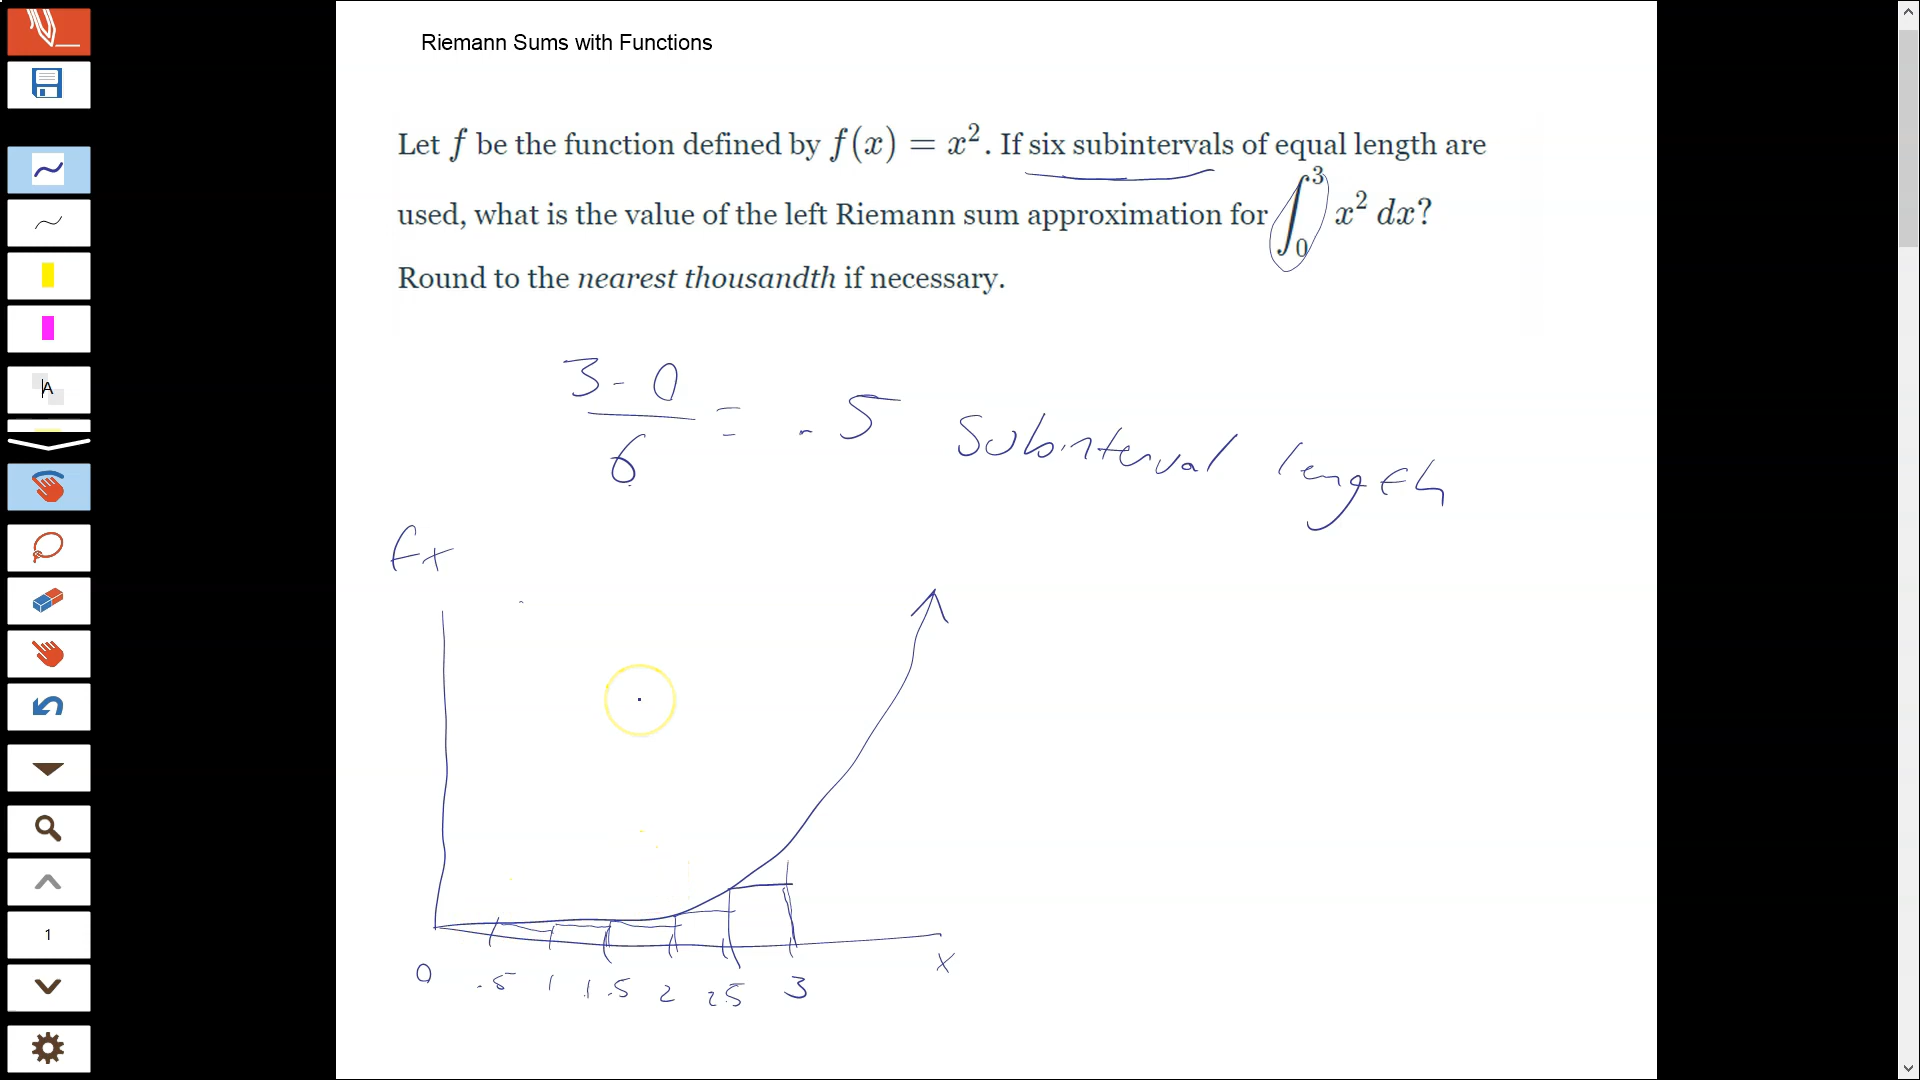 Riemann Sums with Functions
Let f be the function defined by f(x) = x². If six subintervals of equal length are
used, what is the value of the left Riemann sum approximation for ∫₀³ x² dx?
Round to the nearest thousandth if necessary.
3 - 0
6
= .5 subinterval length
fx
x
0 .5 1 1.5 2 2.5 3
A
1